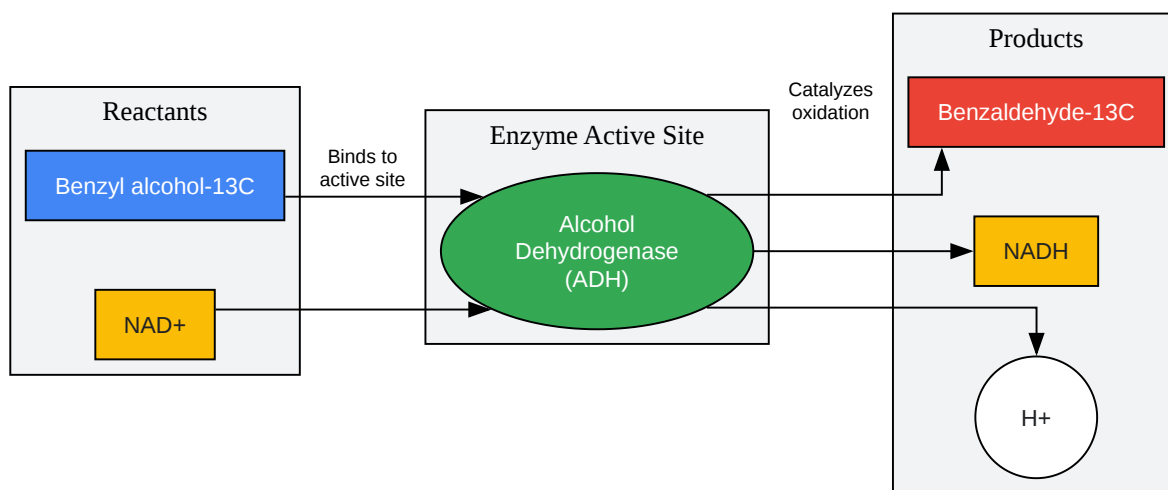 Reactants
Benzyl alcohol-13C
NAD+
Binds to
active site
Enzyme Active Site
Alcohol
Dehydrogenase
(ADH)
Catalyzes
oxidation
Products
Benzaldehyde-13C
NADH
H+